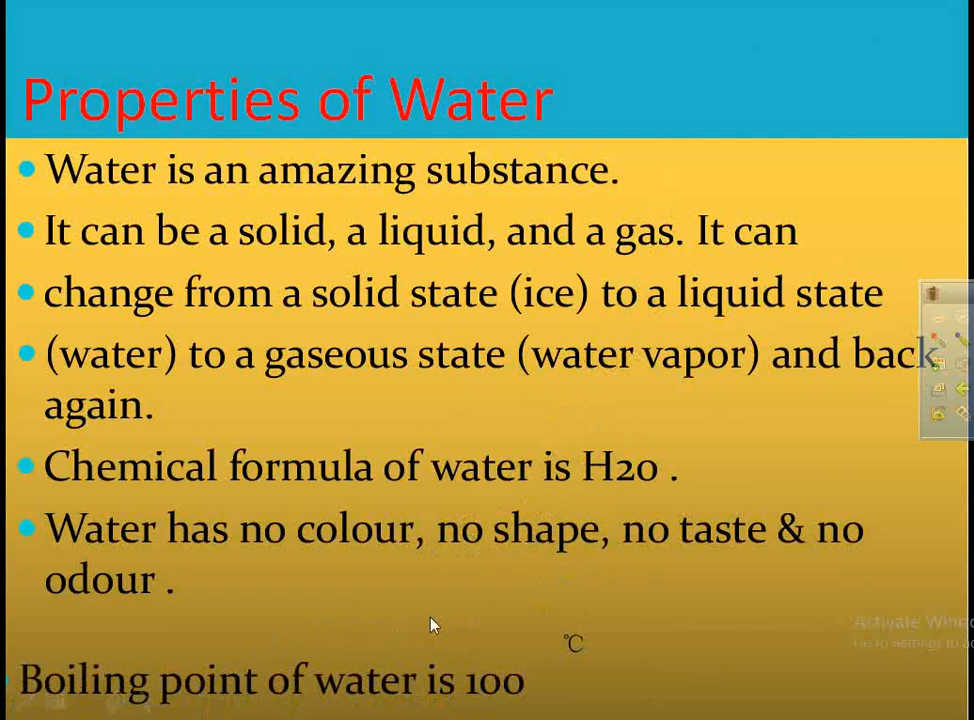 Properties of Water
Water is an amazing substance.
It can be a solid, a liquid, and a gas. It can
change from a solid state (ice) to a liquid state
(water) to a gaseous state (water vapor) and back
again.
Chemical formula of water is H20 .
Water has no colour, no shape, no taste & no
odour .
Activate
℃
Boiling point of water is 100